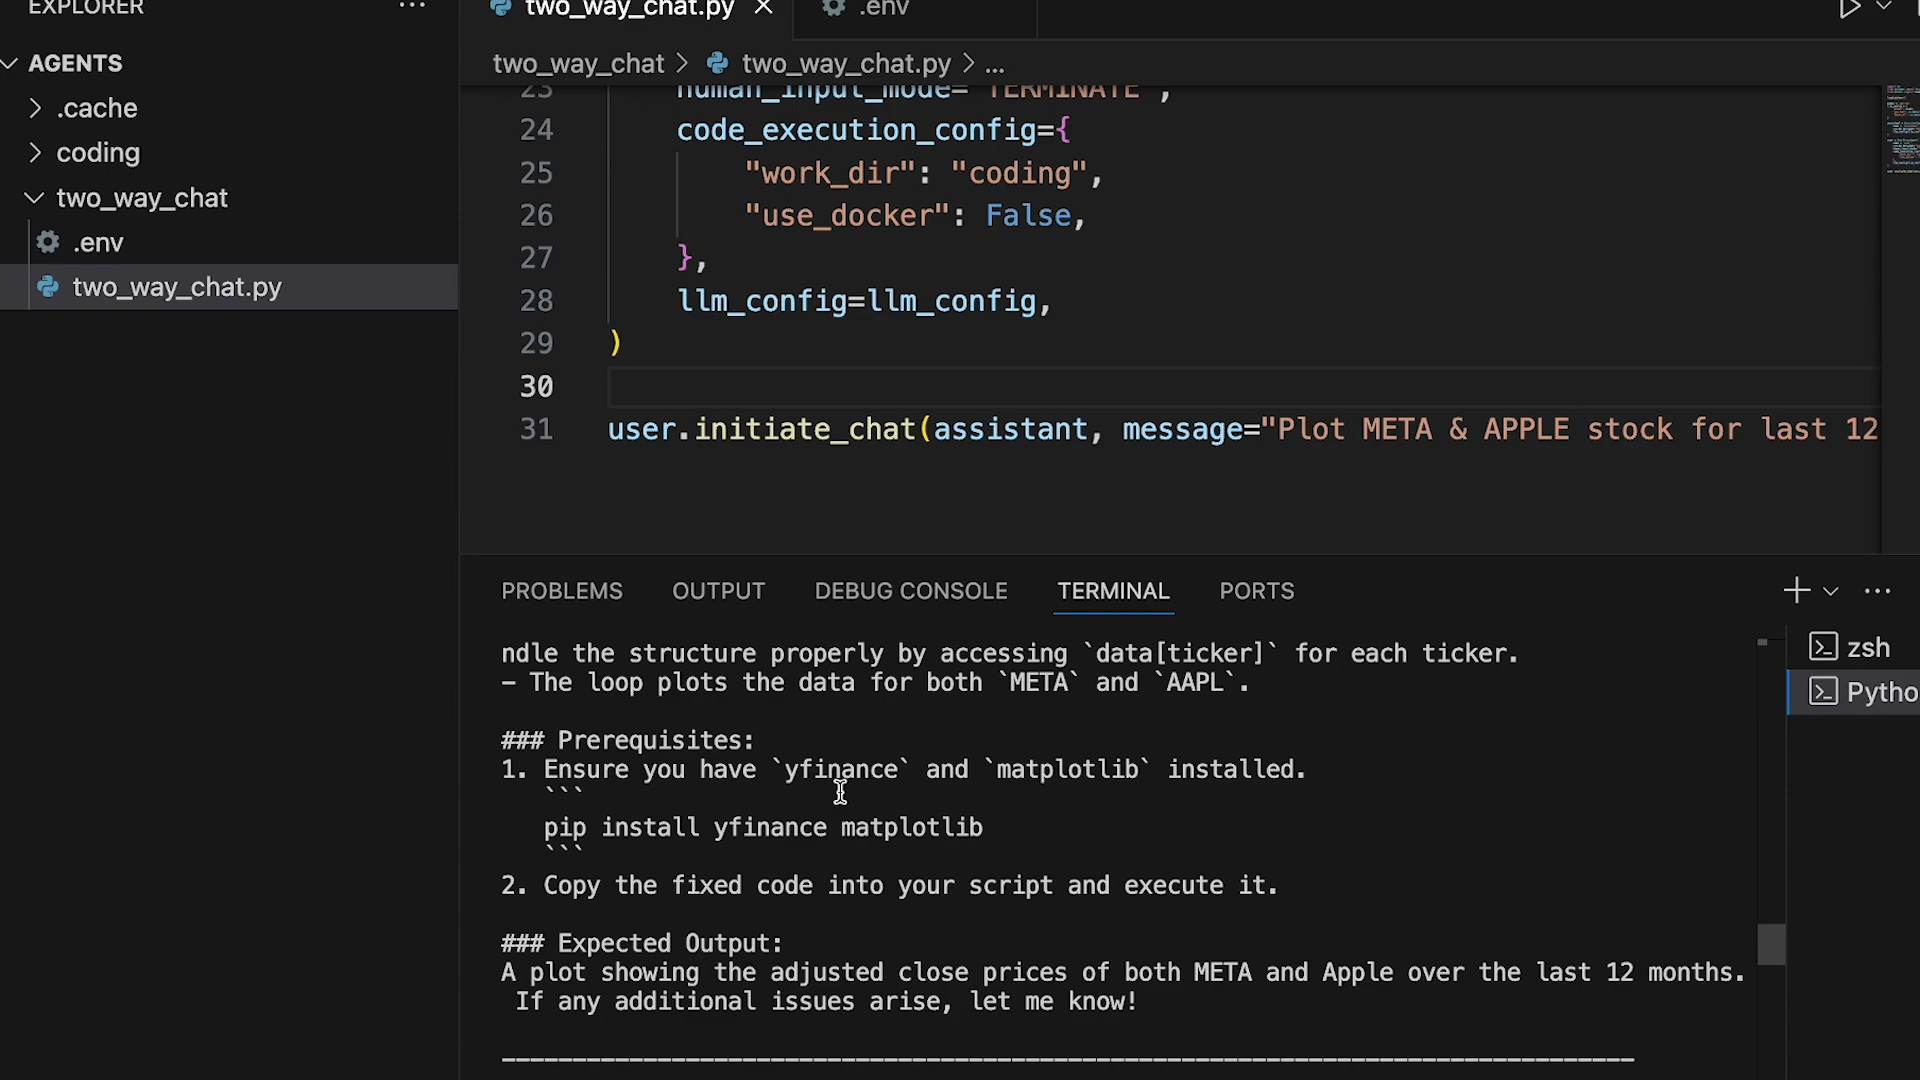 EXPLORER
AGENTS
.cache
coding
two_way_chat
.env
two_way_chat.py
two_way_chat.py
.env
two_way_chat > two_way_chat.py > ...
23 human_input_mode="TERMINATE",
24 code_execution_config={
25 "work_dir": "coding",
26 "use_docker": False,
27 },
28 llm_config=llm_config,
29 )
30
31 user.initiate_chat(assistant, message="Plot META & APPLE stock for last 12
PROBLEMS OUTPUT DEBUG CONSOLE TERMINAL PORTS
ndle the structure properly by accessing `data[ticker]` for each ticker.
- The loop plots the data for both `META` and `AAPL`.
### Prerequisites:
1. Ensure you have `yfinance` and `matplotlib` installed.
```
pip install yfinance matplotlib
```
2. Copy the fixed code into your script and execute it.
### Expected Output:
A plot showing the adjusted close prices of both META and Apple over the last 12 months.
If any additional issues arise, let me know!
zsh
Pytho